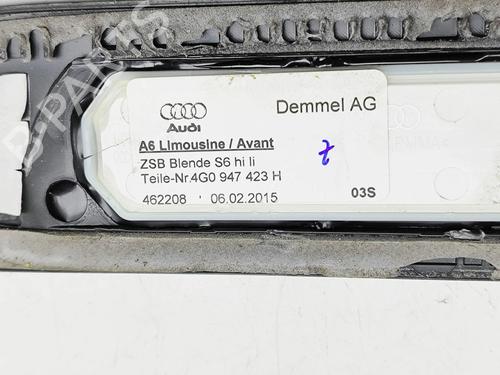 Demmel AG
Audi
A6 Limousine / Avant
ZSB Blende S6 hi li
Teile-Nr.4G0 947 423 H
462208 06.02.2015 03S